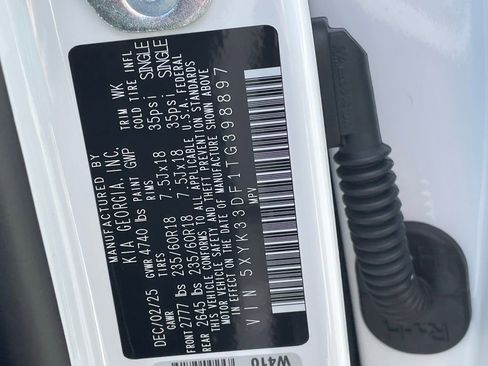 MANUFACTURED BY
KIA GEORGIA, INC.
DEC/02/25 GVWR 4740 lbs PAINT GWP TRIM WK
GAWR TIRES RIMS COLD TIRE INFL
FRONT 2777 lbs 235/60R18 7.5Jx18 35psi SINGLE
REAR 2645 lbs 235/60R18 7.5Jx18 35psi SINGLE
THIS VEHICLE CONFORMS TO ALL APPLICABLE U.S.A. FEDERAL
MOTOR VEHICLE SAFETY AND THEFT PREVENTION STANDARDS
IN EFFECT ON THE DATE OF MANUFACTURE SHOWN ABOVE
MPV
VIN 5XYK33DF1TG398897
W410